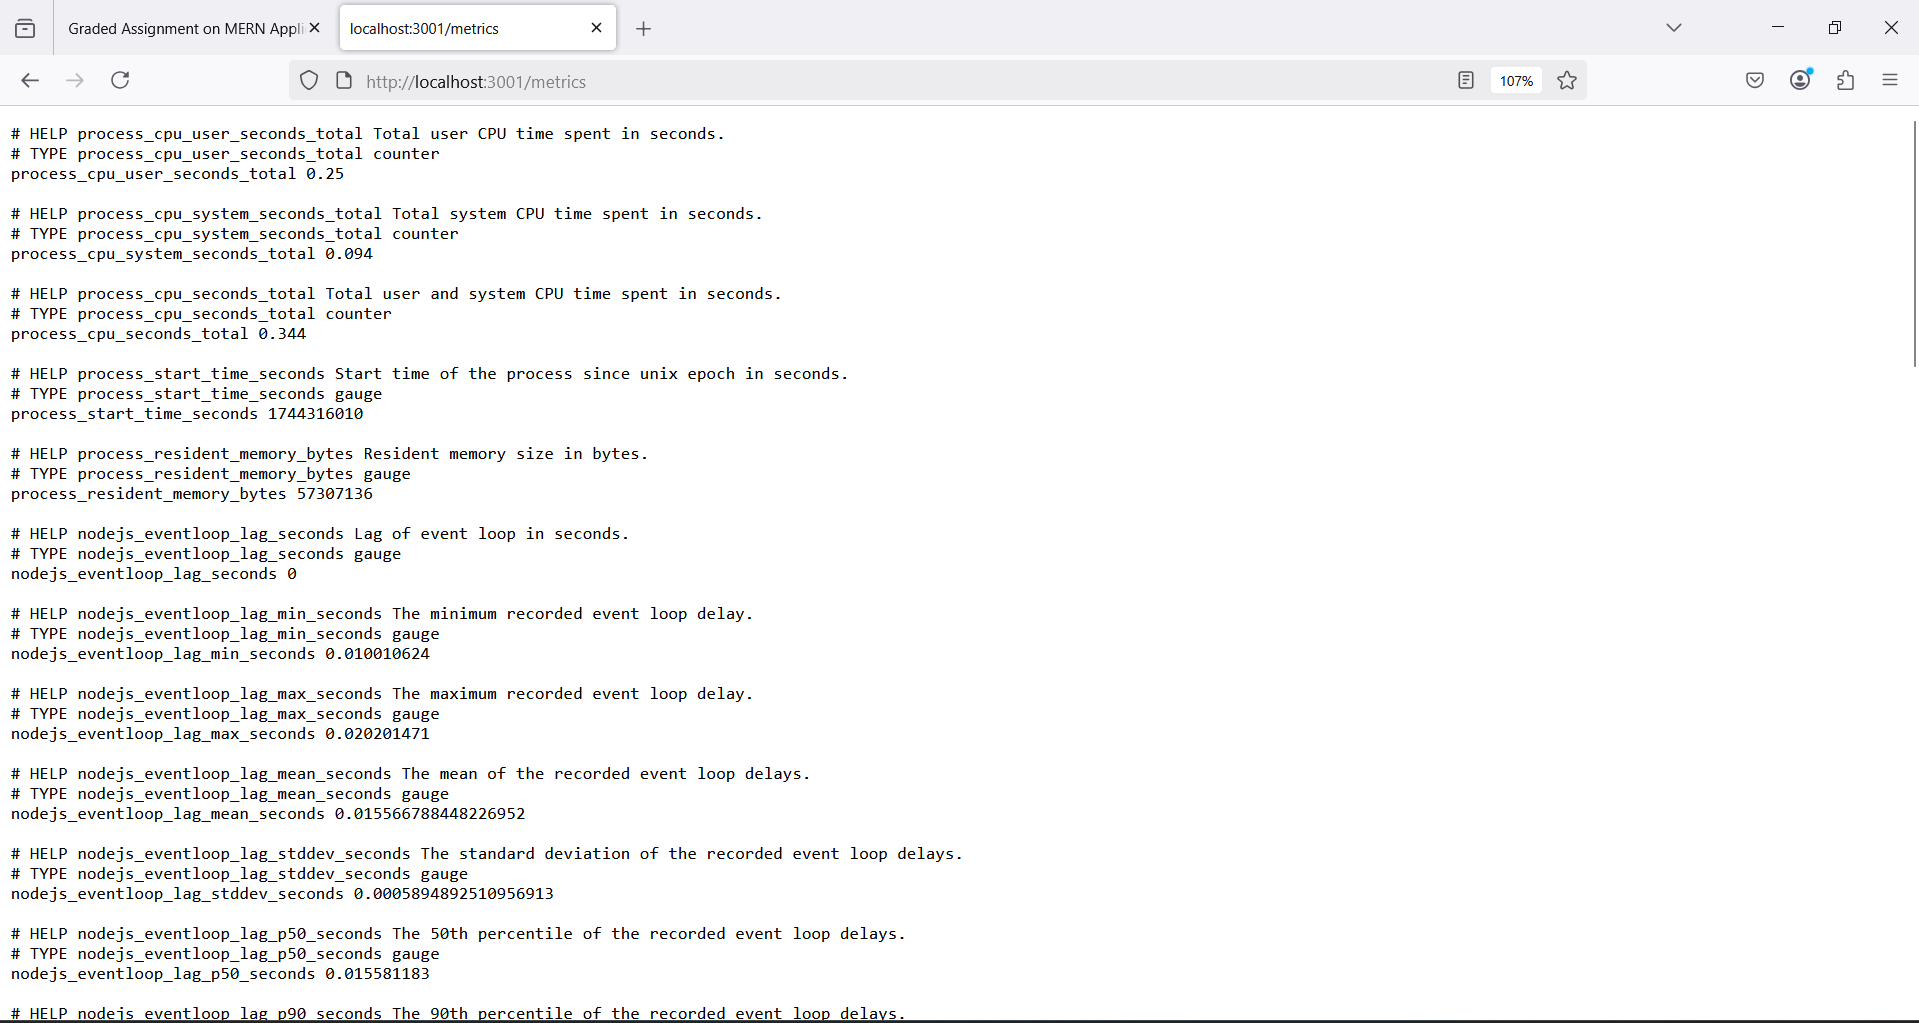 Graded Assignment on MERN Appli
localhost:3001/metrics
http://localhost:3001/metrics
107%
# HELP process_cpu_user_seconds_total Total user CPU time spent in seconds.
# TYPE process_cpu_user_seconds_total counter
process_cpu_user_seconds_total 0.25
# HELP process_cpu_system_seconds_total Total system CPU time spent in seconds.
# TYPE process_cpu_system_seconds_total counter
process_cpu_system_seconds_total 0.094
# HELP process_cpu_seconds_total Total user and system CPU time spent in seconds.
# TYPE process_cpu_seconds_total counter
process_cpu_seconds_total 0.344
# HELP process_start_time_seconds Start time of the process since unix epoch in seconds.
# TYPE process_start_time_seconds gauge
process_start_time_seconds 1744316010
# HELP process_resident_memory_bytes Resident memory size in bytes.
# TYPE process_resident_memory_bytes gauge
process_resident_memory_bytes 57307136
# HELP nodejs_eventloop_lag_seconds Lag of event loop in seconds.
# TYPE nodejs_eventloop_lag_seconds gauge
nodejs_eventloop_lag_seconds 0
# HELP nodejs_eventloop_lag_min_seconds The minimum recorded event loop delay.
# TYPE nodejs_eventloop_lag_min_seconds gauge
nodejs_eventloop_lag_min_seconds 0.010010624
# HELP nodejs_eventloop_lag_max_seconds The maximum recorded event loop delay.
# TYPE nodejs_eventloop_lag_max_seconds gauge
nodejs_eventloop_lag_max_seconds 0.020201471
# HELP nodejs_eventloop_lag_mean_seconds The mean of the recorded event loop delays.
# TYPE nodejs_eventloop_lag_mean_seconds gauge
nodejs_eventloop_lag_mean_seconds 0.015566788448226952
# HELP nodejs_eventloop_lag_stddev_seconds The standard deviation of the recorded event loop delays.
# TYPE nodejs_eventloop_lag_stddev_seconds gauge
nodejs_eventloop_lag_stddev_seconds 0.0005894892510956913
# HELP nodejs_eventloop_lag_p50_seconds The 50th percentile of the recorded event loop delays.
# TYPE nodejs_eventloop_lag_p50_seconds gauge
nodejs_eventloop_lag_p50_seconds 0.015581183
# HELP nodejs_eventloop_lag_p90_seconds The 90th percentile of the recorded event loop delays.